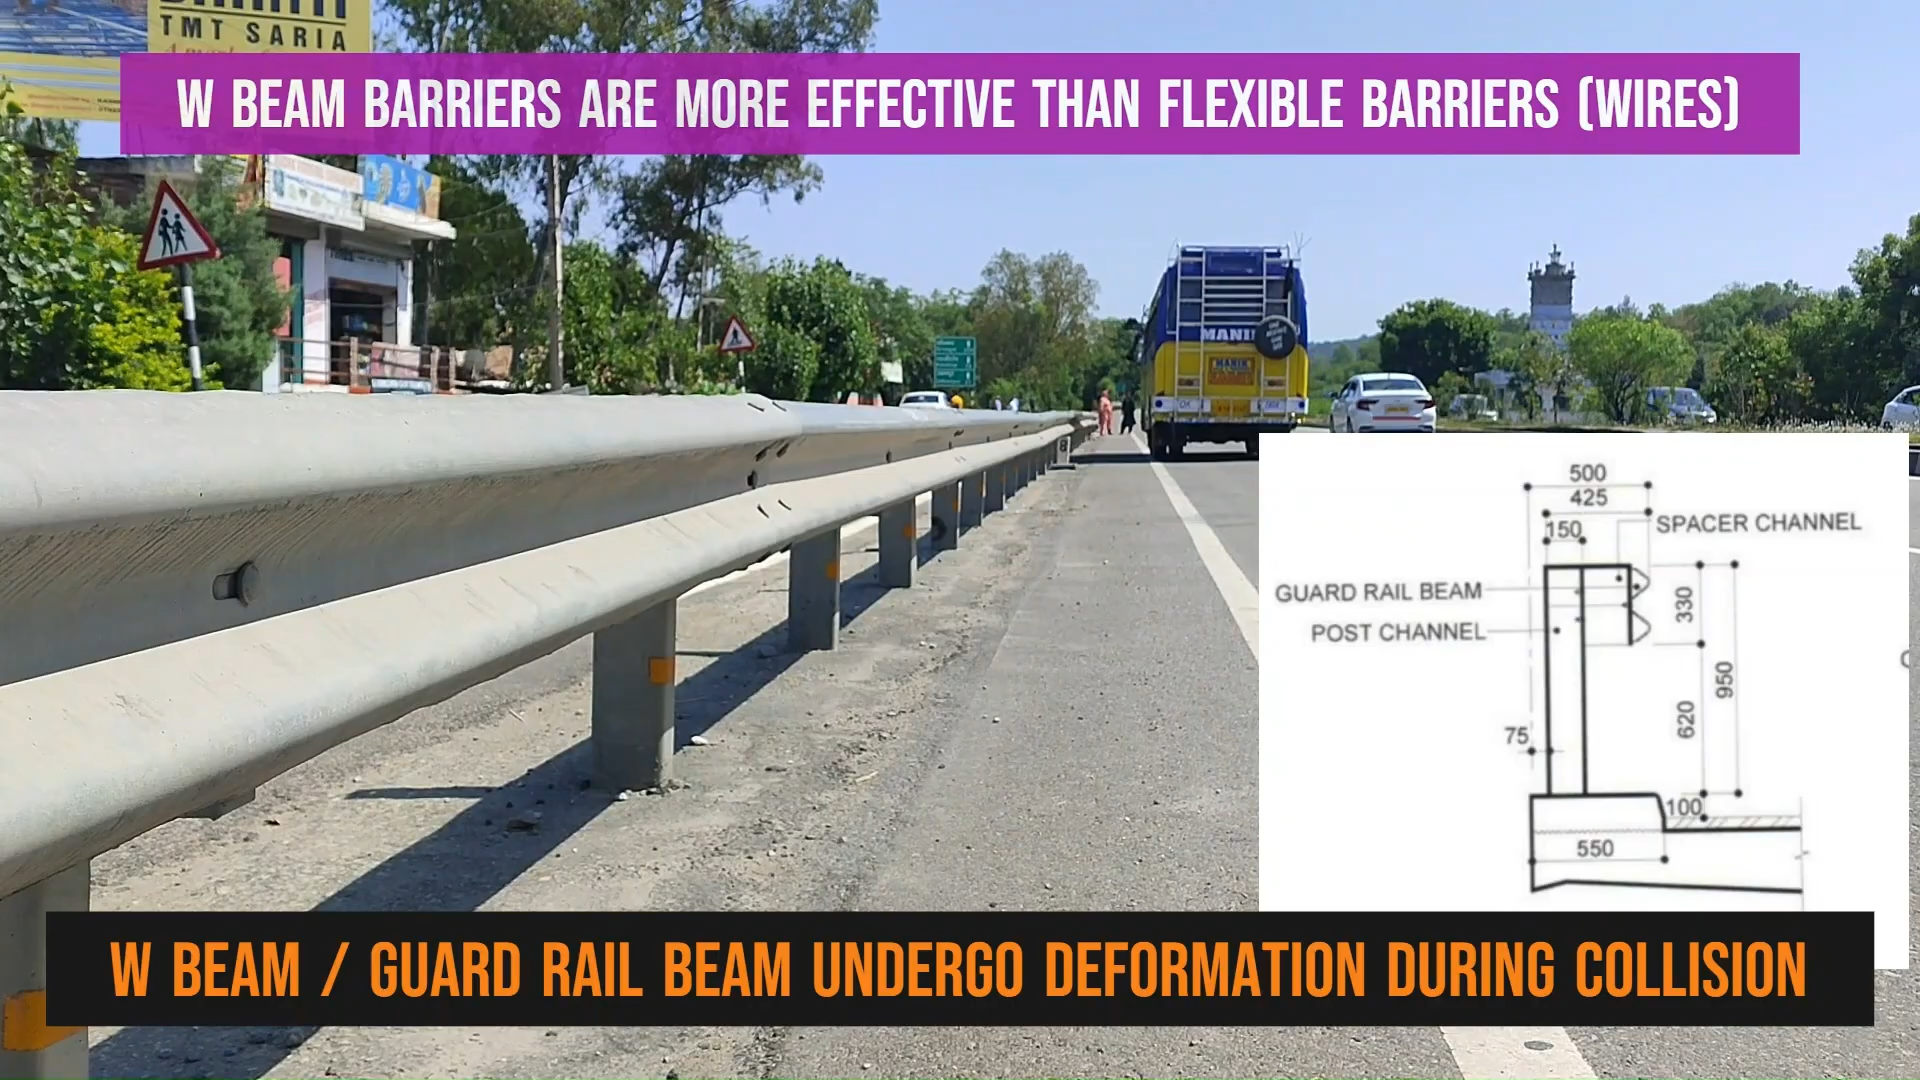 TMT SARIA
W BEAM BARRIERS ARE MORE EFFECTIVE THAN FLEXIBLE BARRIERS (WIRES)
MANIK
500
425
150
SPACER CHANNEL
GUARD RAIL BEAM
330
POST CHANNEL
950
620
75
100
550
W BEAM / GUARD RAIL BEAM UNDERGO DEFORMATION DURING COLLISION